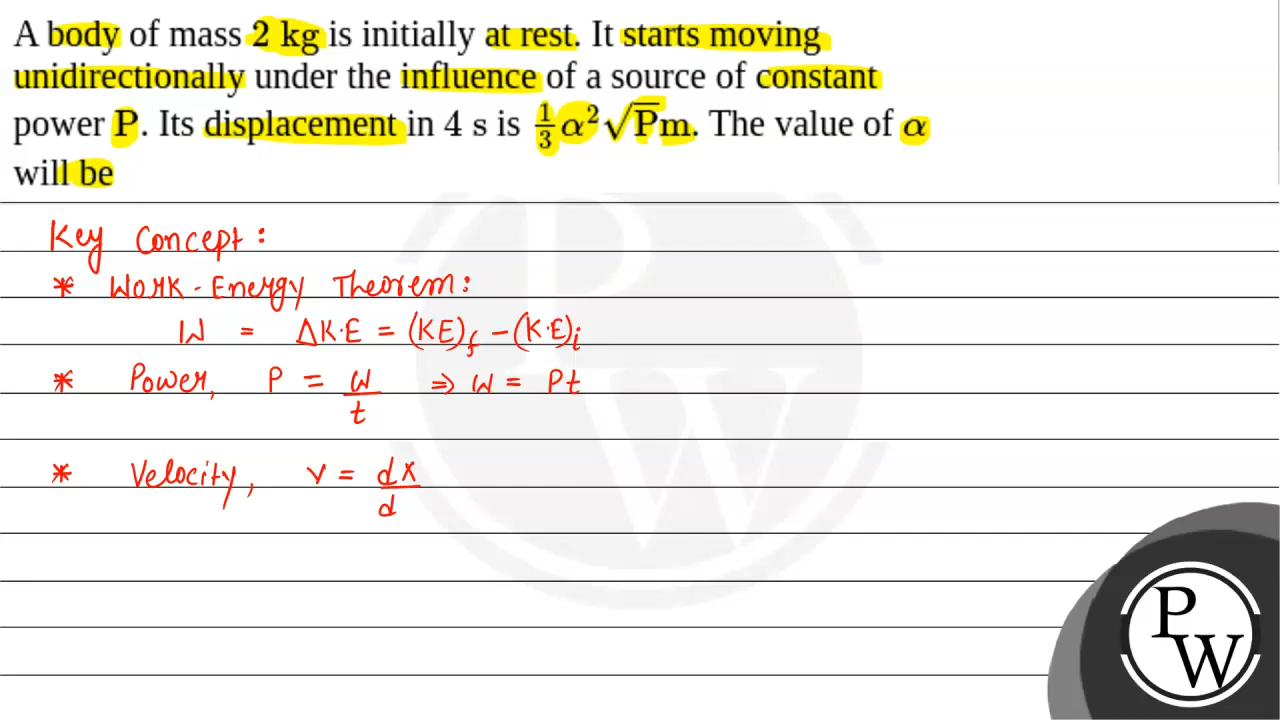 A body of mass 2 kg is initially at rest. It starts moving
unidirectionally under the influence of a source of constant
power P. Its displacement in 4 s is 1/3 α² √P m. The value of α
will be
Key Concept:
* Work-Energy Theorem:
W = ΔK·E = (KE)f − (K·E)i
* Power, P = W/t ⇒ W = Pt
* Velocity, v = dx/d
P
W